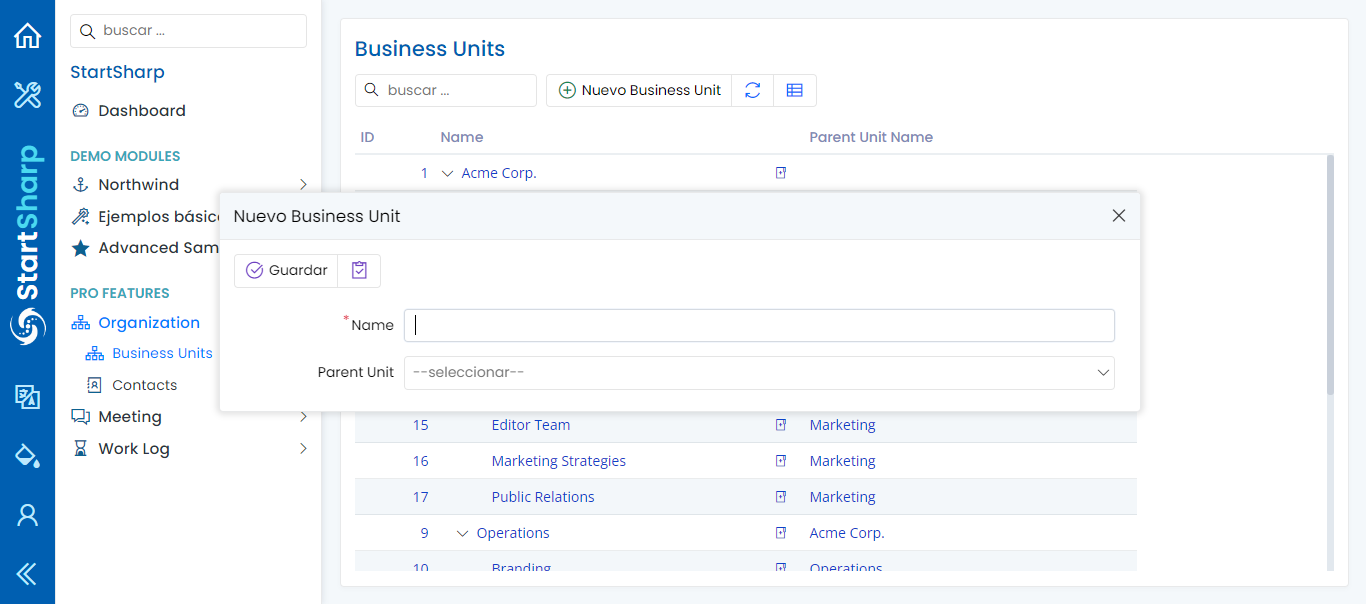 buscar ...
StartSharp
Dashboard
DEMO MODULES
Northwind
Ejemplos básic
Advanced Sam
PRO FEATURES
Organization
Business Units
Contacts
Meeting
Work Log
StartSharp
Business Units
buscar ...
Nuevo Business Unit
ID Name Parent Unit Name
1 Acme Corp.
Nuevo Business Unit
Guardar
*Name
Parent Unit --seleccionar--
15 Editor Team Marketing
16 Marketing Strategies Marketing
17 Public Relations Marketing
9 Operations Acme Corp.
10 Branding Operations